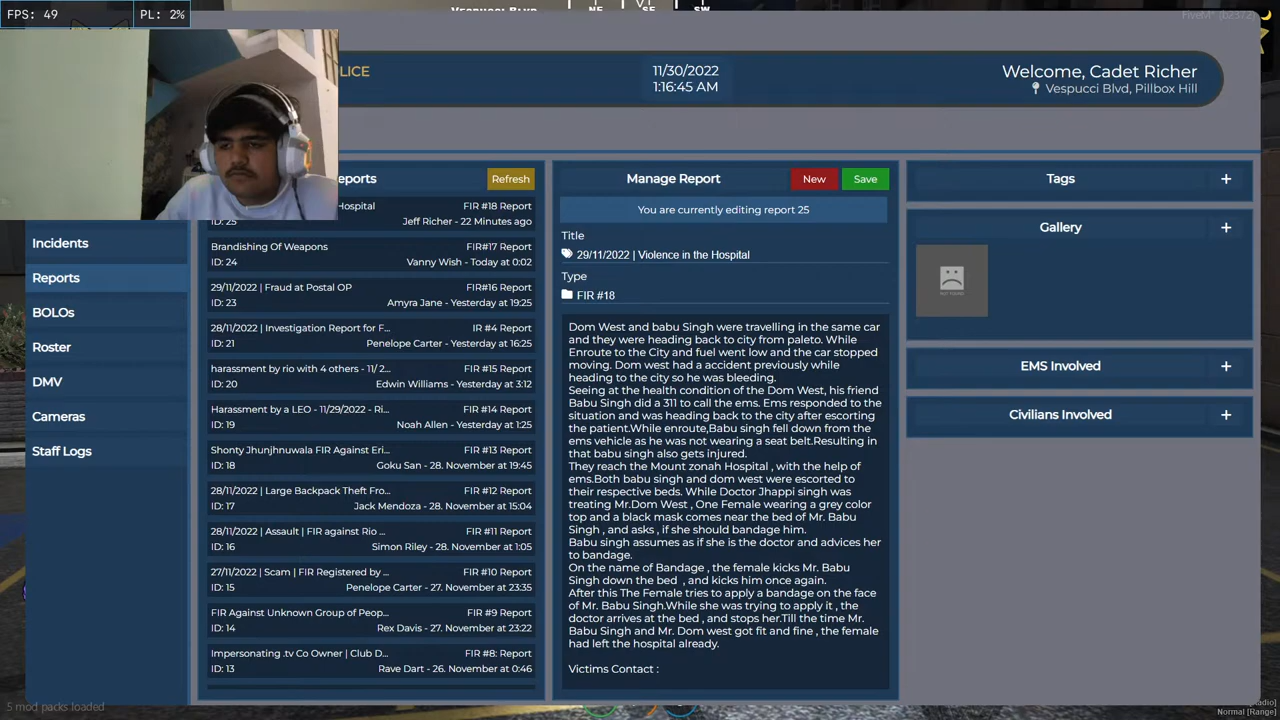 FPS: 49
PL: 2%
Vespucci Blvd
NE
SE
SW
FiveM® (b2372)
LICE
11/30/2022
1:16:45 AM
Welcome, Cadet Richer
Vespucci Blvd, Pillbox Hill
Incidents
Reports
BOLOs
Roster
DMV
Cameras
Staff Logs
eports
Refresh
Hospital
FIR #18 Report
ID: 25
Jeff Richer - 22 Minutes ago
Brandishing Of Weapons
FIR#17 Report
ID: 24
Vanny Wish - Today at 0:02
29/11/2022 | Fraud at Postal OP
FIR#16 Report
ID: 23
Amyra Jane - Yesterday at 19:25
28/11/2022 | Investigation Report for F...
IR #4 Report
ID: 21
Penelope Carter - Yesterday at 16:25
harassment by rio with 4 others - 11/ 2...
FIR #15 Report
ID: 20
Edwin Williams - Yesterday at 3:12
Harassment by a LEO - 11/29/2022 - Ri...
FIR #14 Report
ID: 19
Noah Allen - Yesterday at 1:25
Shonty Jhunjhnuwala FIR Against Eri...
FIR #13 Report
ID: 18
Goku San - 28. November at 19:45
28/11/2022 | Large Backpack Theft Fro...
FIR #12 Report
ID: 17
Jack Mendoza - 28. November at 15:04
28/11/2022 | Assault | FIR against Rio ...
FIR #11 Report
ID: 16
Simon Riley - 28. November at 1:05
27/11/2022 | Scam | FIR Registered by ...
FIR #10 Report
ID: 15
Penelope Carter - 27. November at 23:35
FIR Against Unknown Group of Peop...
FIR #9 Report
ID: 14
Rex Davis - 27. November at 23:22
Impersonating .tv Co Owner | Club D...
FIR #8: Report
ID: 13
Rave Dart - 26. November at 0:46
Manage Report
New
Save
You are currently editing report 25
Title
29/11/2022 | Violence in the Hospital
Type
FIR #18
Dom West and babu Singh were travelling in the same car
and they were heading back to city from paleto. While
Enroute to the City and fuel went low and the car stopped
moving. Dom west had a accident previously while
heading to the city so he was bleeding.
Seeing at the health condition of the Dom West, his friend
Babu Singh did a 311 to call the ems. Ems responded to the
situation and was heading back to the city after escorting
the patient.While enroute,Babu singh fell down from the
ems vehicle as he was not wearing a seat belt.Resulting in
that babu singh also gets injured.
They reach the Mount zonah Hospital , with the help of
ems.Both babu singh and dom west were escorted to
their respective beds. While Doctor Jhappi singh was
treating Mr.Dom West , One Female wearing a grey color
top and a black mask comes near the bed of Mr. Babu
Singh , and asks , if she should bandage him.
Babu singh assumes as if she is the doctor and advices her
to bandage.
On the name of Bandage , the female kicks Mr. Babu
Singh down the bed , and kicks him once again.
After this The Female tries to apply a bandage on the face
of Mr. Babu Singh.While she was trying to apply it , the
doctor arrives at the bed , and stops her.Till the time Mr.
Babu Singh and Mr. Dom west got fit and fine , the female
had left the hospital already.
Victims Contact :
Tags
+
Gallery
+
NOT FOUND
EMS Involved
+
Civilians Involved
+
5 mod packs loaded
[Radio]
Normal [Range]